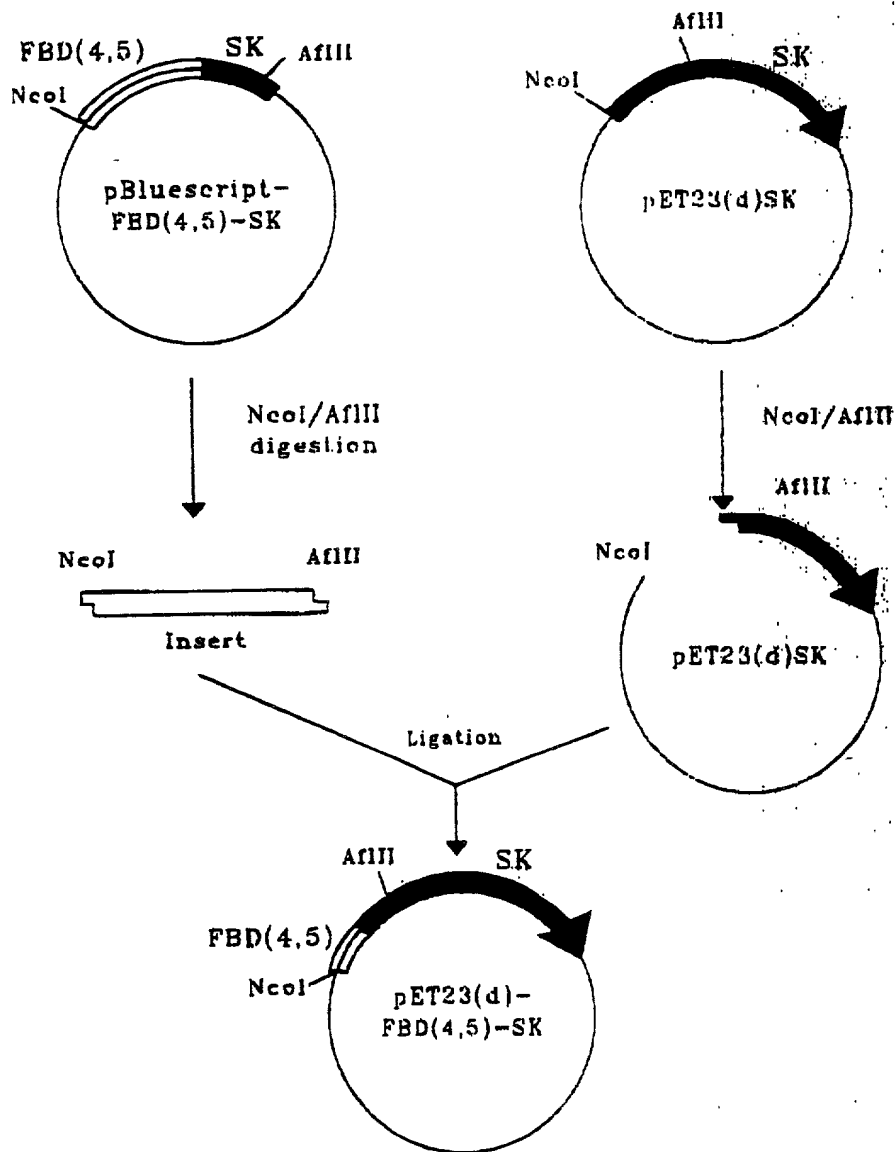 FBD(4,5)
SK
AflII
NcoI
pBluescript-
FBD(4,5)-SK
AflII
SK
NcoI
pET23(d)SK
NcoI/AflII
digestion
NcoI/AflII
NcoI
AflII
Insert
AflII
NcoI
pET23(d)SK
Ligation
AflII
SK
FBD(4,5)
NcoI
pET23(d)-
FBD(4,5)-SK